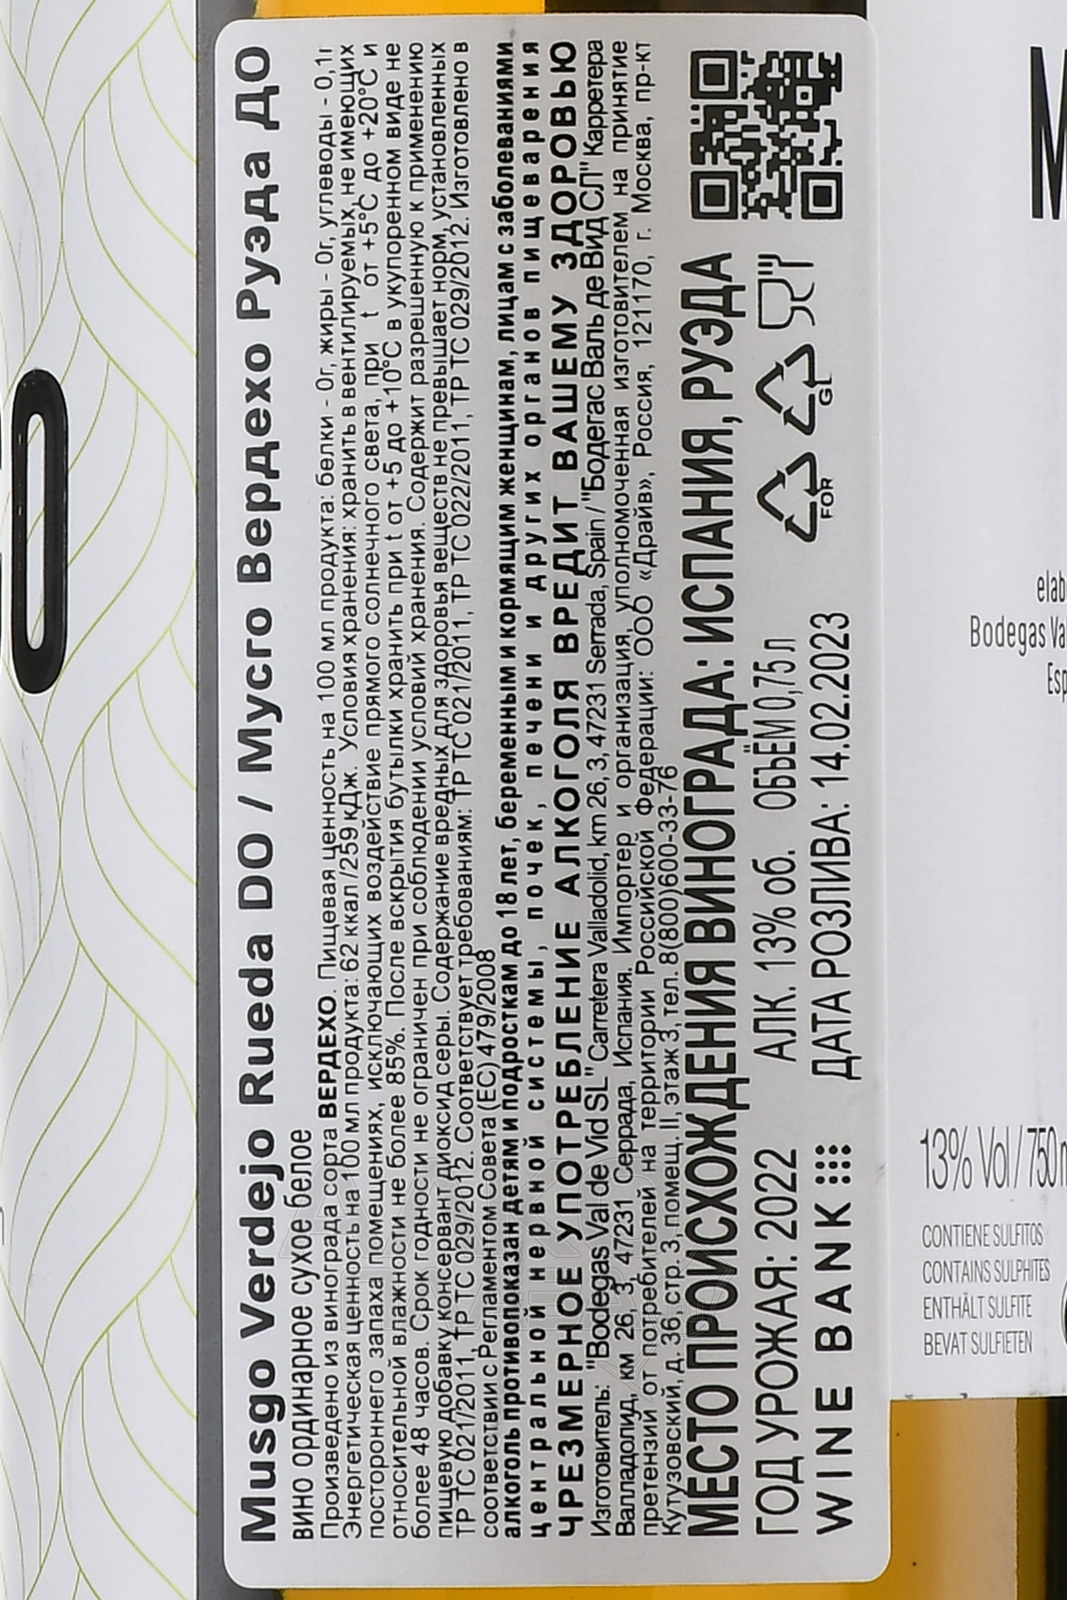 Musgo Verdejo Rueda DO / Мусго Вердехо Руэда ДО
вино ординарное сухое белое
Произведено из винограда сорта ВЕРДЕХО. Пищевая ценность на 100 мл продукта: белки - 0г, жиры - 0г, углеводы - 0,1г
Энергетическая ценность на 100 мл продукта: 62 ккал /259 кДж. Условия хранения: хранить в вентилируемых, не имеющих
постороннего запаха помещениях, исключающих воздействие прямого солнечного света, при t от +5°C до +20°C и
относительной влажности не более 85%. После вскрытия бутылки хранить при t от +5 до +10°C в укупоренном виде не
более 48 часов. Срок годности не ограничен при соблюдении условий хранения. Содержит разрешенную к применению
пищевую добавку консервант диоксид серы. Содержание вредных для здоровья веществ не превышает норм, установленных
ТР ТС 021/2011, ТР ТС 029/2012. Соответствует требованиям: ТР ТС 021/2011, ТР ТС 022/2011, ТР ТС 029/2012. Изготовлено в
соответствии с Регламентом Совета (ЕС) 479/2008
алкоголь противопоказан детям и подросткам до 18 лет, беременным и кормящим женщинам, лицам с заболеваниями
центральной нервной системы, почек, печени и других органов пищеварения
ЧРЕЗМЕРНОЕ УПОТРЕБЛЕНИЕ АЛКОГОЛЯ ВРЕДИТ ВАШЕМУ ЗДОРОВЬЮ
Изготовитель: "Bodegas Val de Vid SL" Carretera Valladolid, km 26, 3, 47231 Serrada, Spain / "Бодегас Валь де Вид СЛ" Карретера
Валладолид, км 26, 3, 47231 Серрада, Испания. Импортер и организация, уполномоченная изготовителем на принятие
претензий от потребителей на территории Российской Федерации: ООО «Драйв», Россия, 121170, г. Москва, пр-кт
Кутузовский, д. 36, стр. 3, помещ. II, этаж 3, тел. 8(800)600-33-76
МЕСТО ПРОИСХОЖДЕНИЯ ВИНОГРАДА: ИСПАНИЯ, РУЭДА
ГОД УРОЖАЯ: 2022 АЛК. 13% об. ОБЪЁМ 0,75 л
WINE BANK ДАТА РОЗЛИВА: 14.02.2023
FOR
GL
elab
Bodegas Va
Esp
13% Vol / 750 m
CONTIENE SULFITOS
CONTAINS SULPHITES
ENTHÄLT SULFITE
BEVAT SULFIETEN